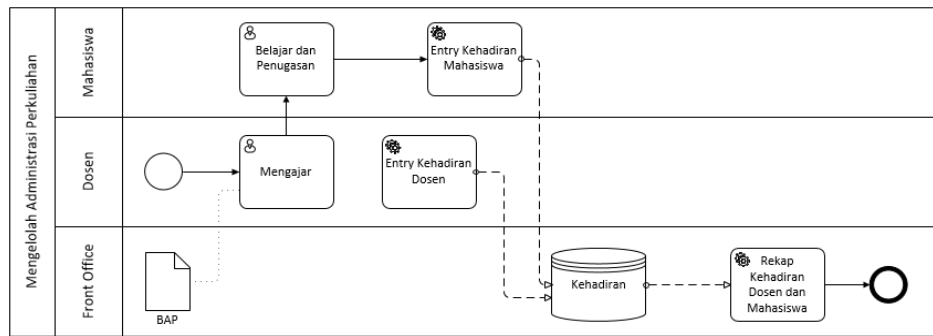 Mengelolah Administrasi Perkuliahan
Mahasiswa
Belajar dan
Penugasan
Entry Kehadiran
Mahasiswa
Dosen
Mengajar
Entry Kehadiran
Dosen
Front Office
BAP
Kehadiran
Rekap
Kehadiran
Dosen dan
Mahasiswa